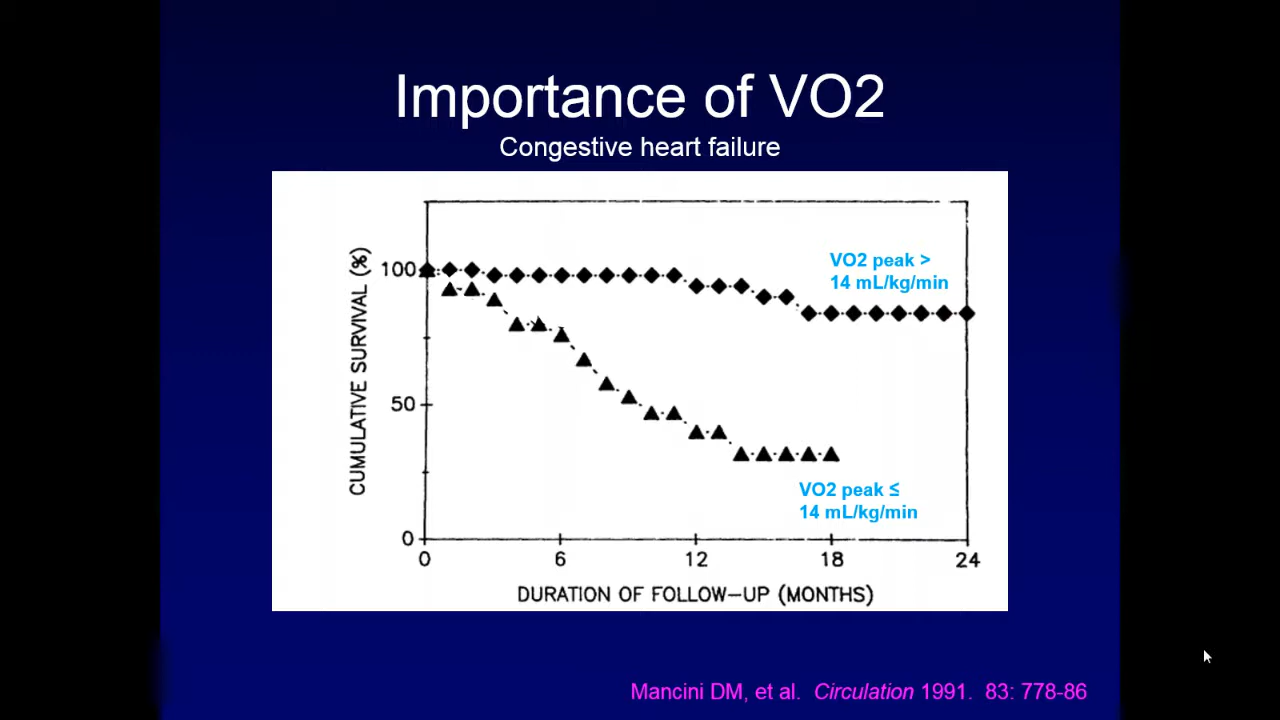 Importance of VO2
Congestive heart failure
CUMULATIVE SURVIVAL (%)
100
50
0
VO2 peak >
14 mL/kg/min
VO2 peak ≤
14 mL/kg/min
0 6 12 18 24
DURATION OF FOLLOW-UP (MONTHS)
Mancini DM, et al. Circulation 1991. 83: 778-86